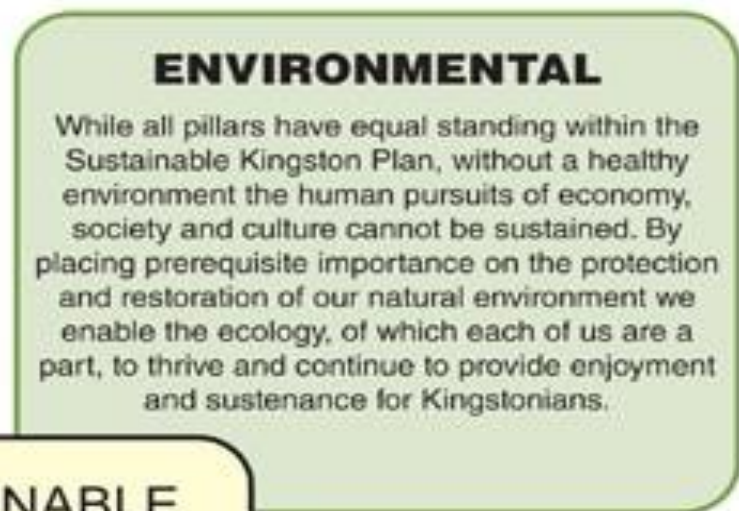 ENVIRONMENTAL
While all pillars have equal standing within the
Sustainable Kingston Plan, without a healthy
environment the human pursuits of economy,
society and culture cannot be sustained. By
placing prerequisite importance on the protection
and restoration of our natural environment we
enable the ecology, of which each of us are a
part, to thrive and continue to provide enjoyment
and sustenance for Kingstonians.
NABLE